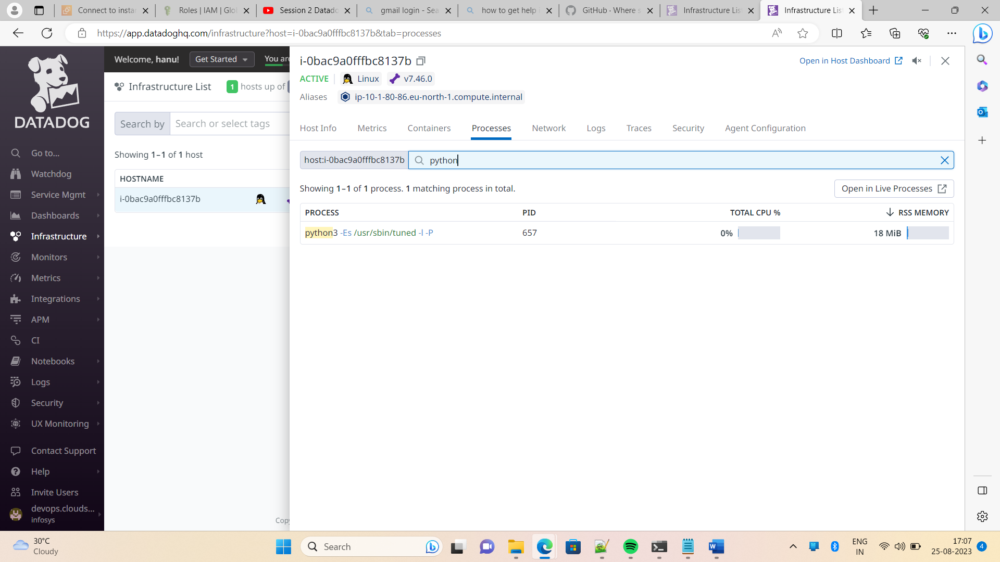 Connect to instan
Roles | IAM | Glob
Session 2 Datado
gmail login - Sea
how to get help i
GitHub · Where s
Infrastructure Lis
Infrastructure Lis
https://app.datadoghq.com/infrastructure?host=i-0bac9a0fffbc8137b&tab=processes
DATADOG
Go to...
Watchdog
Service Mgmt
Dashboards
Infrastructure
Monitors
Metrics
Integrations
APM
CI
Notebooks
Logs
Security
UX Monitoring
Contact Support
Help
Invite Users
devops.clouds...
infosys
Welcome, hanu!
Get Started
You are
Infrastructure List
1 hosts up of
Search by Search or select tags
Showing 1–1 of 1 host
HOSTNAME
i-0bac9a0fffbc8137b
Copy
i-0bac9a0fffbc8137b
Open in Host Dashboard
ACTIVE Linux v7.46.0
Aliases ip-10-1-80-86.eu-north-1.compute.internal
Host Info Metrics Containers Processes Network Logs Traces Security Agent Configuration
host:i-0bac9a0fffbc8137b python
Showing 1–1 of 1 process. 1 matching process in total.
Open in Live Processes
PROCESS PID TOTAL CPU % RSS MEMORY
python3 -Es /usr/sbin/tuned -l -P 657 0% 18 MiB
30°C
Cloudy
Search
ENG
IN
17:07
25-08-2023
4